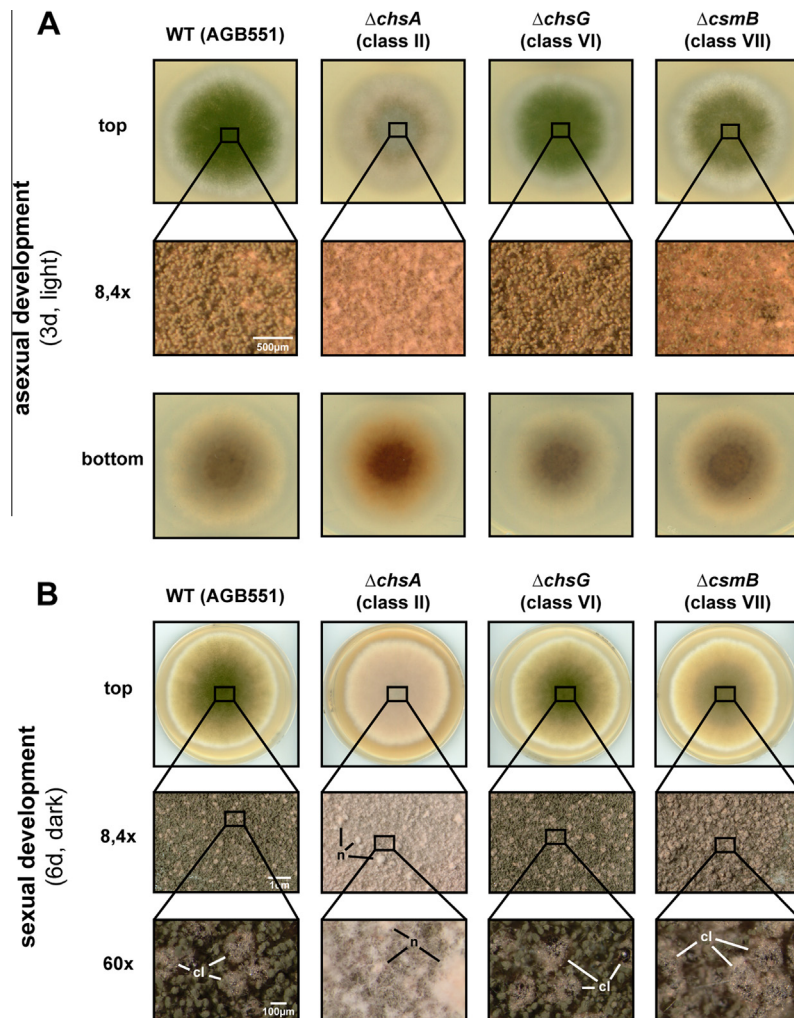 A
WT (AGB551)
ΔchsA
(class II)
ΔchsG
(class VI)
ΔcsmB
(class VII)
asexual development
(3d, light)
top
8,4x
500µm
bottom
B
WT (AGB551)
ΔchsA
(class II)
ΔchsG
(class VI)
ΔcsmB
(class VII)
sexual development
(6d, dark)
top
8,4x
1cm
n
60x
cl
100µm
n
cl
cl